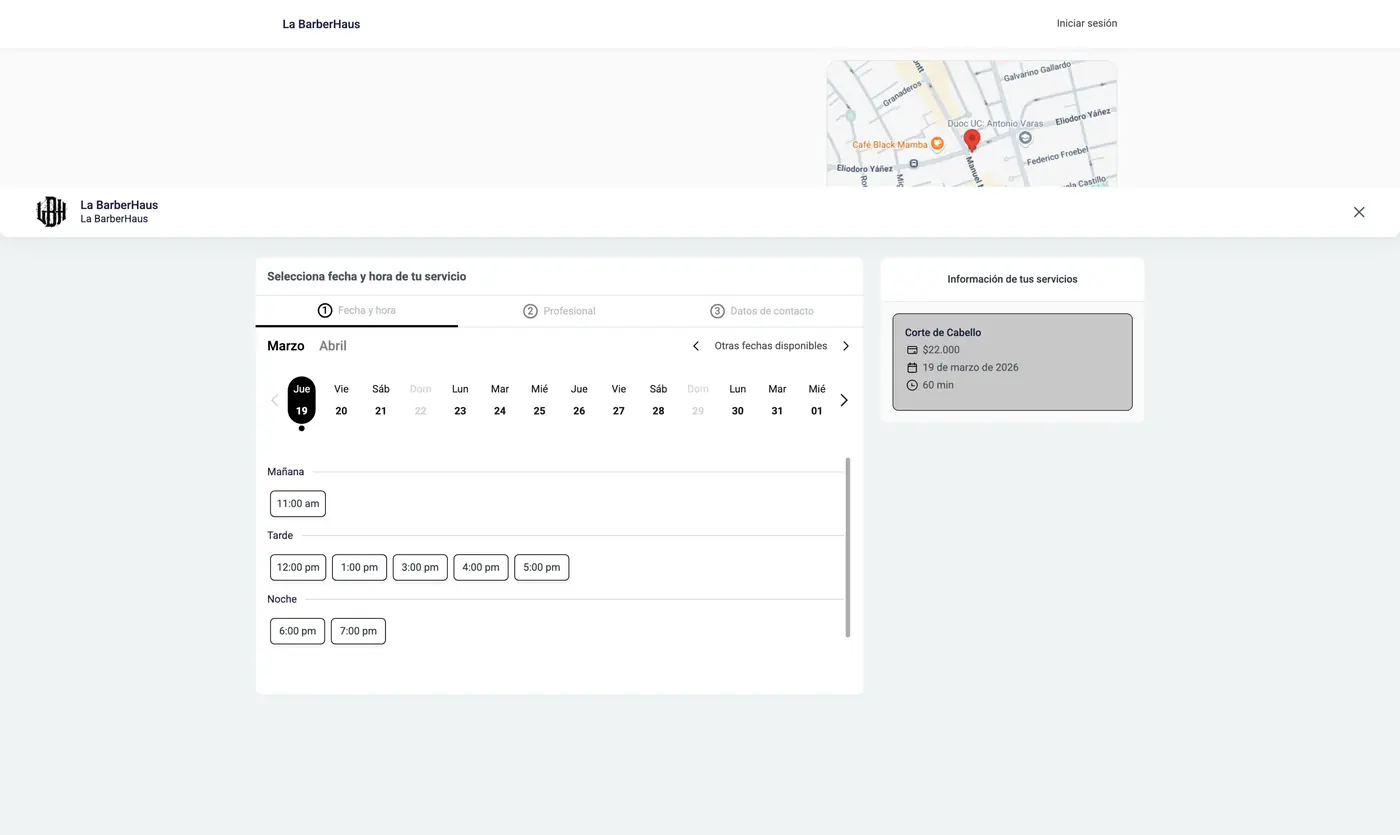 La BarberHaus
Iniciar sesión
Galvarino Gallardo
Granaderos
Duoc UC: Antonio Varas
Eliodoro Yáñez
Café Black Mamba
Federico Froebel
Eliodoro Yáñez
Manuel
La BarberHaus
La BarberHaus
Selecciona fecha y hora de tu servicio
Información de tus servicios
1 Fecha y hora
2 Profesional
3 Datos de contacto
Corte de Cabello
$22.000
19 de marzo de 2026
60 min
Marzo Abril
Otras fechas disponibles
Jue Vie Sáb Dom Lun Mar Mié Jue Vie Sáb Dom Lun Mar Mié
19 20 21 22 23 24 25 26 27 28 29 30 31 01
Mañana
11:00 am
Tarde
12:00 pm 1:00 pm 3:00 pm 4:00 pm 5:00 pm
Noche
6:00 pm 7:00 pm